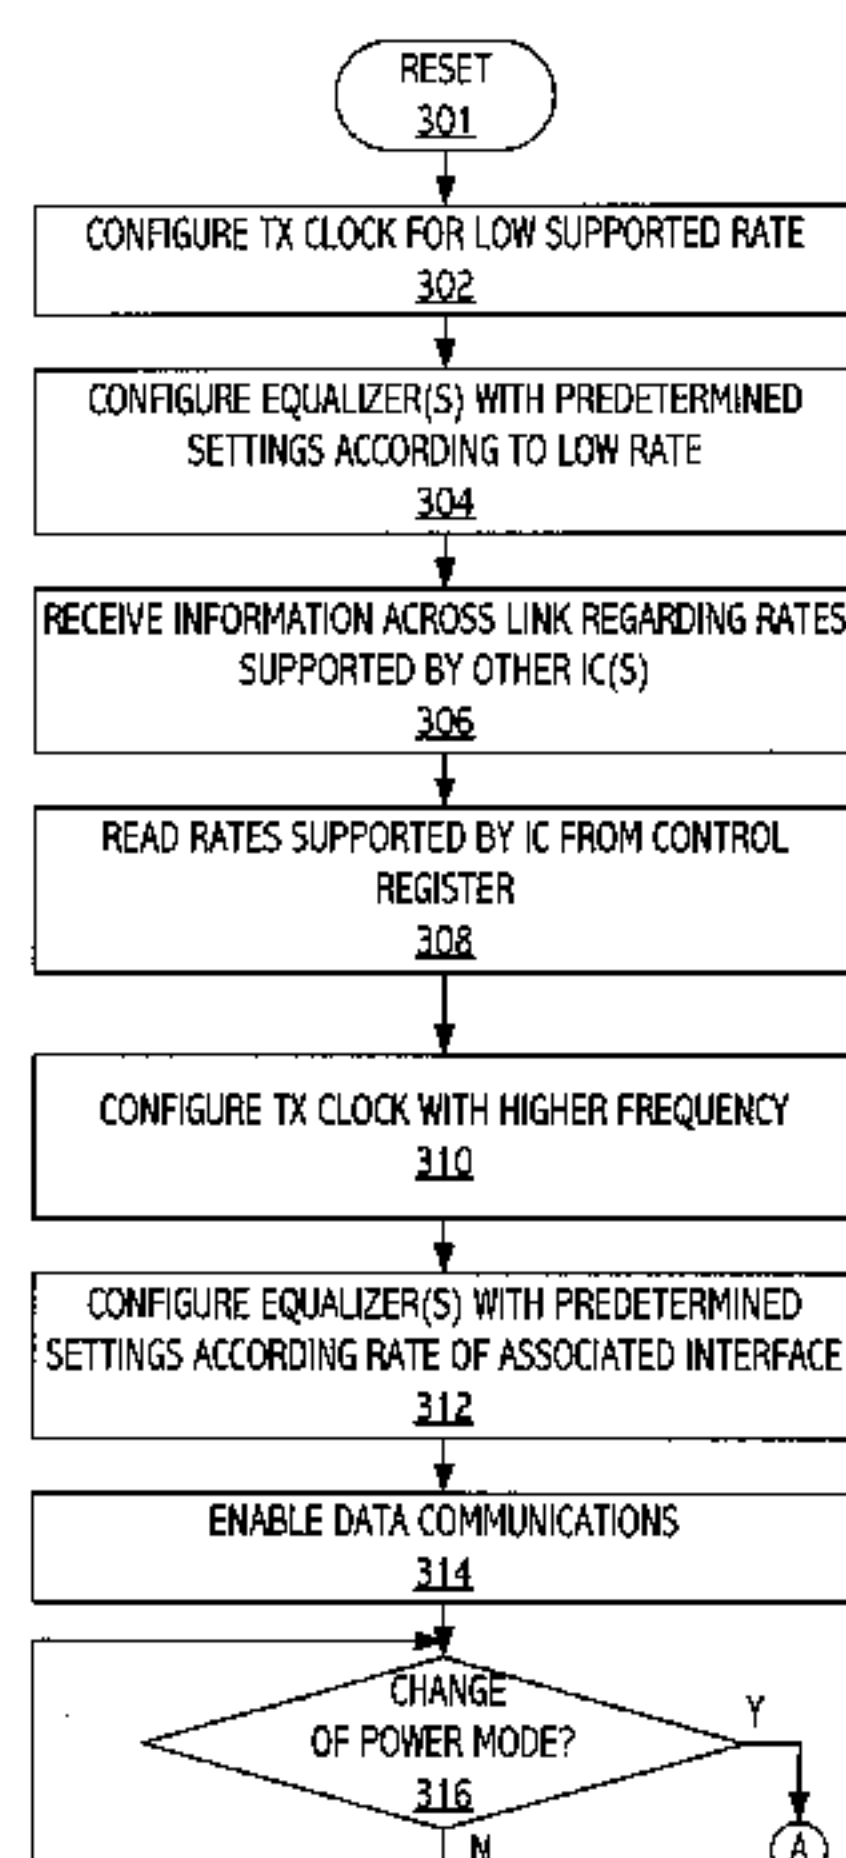 RESET
301
CONFIGURE TX CLOCK FOR LOW SUPPORTED RATE
302
CONFIGURE EQUALIZER(S) WITH PREDETERMINED
SETTINGS ACCORDING TO LOW RATE
304
RECEIVE INFORMATION ACROSS LINK REGARDING RATES
SUPPORTED BY OTHER IC(S)
306
READ RATES SUPPORTED BY IC FROM CONTROL
REGISTER
308
CONFIGURE TX CLOCK WITH HIGHER FREQUENCY
310
CONFIGURE EQUALIZER(S) WITH PREDETERMINED
SETTINGS ACCORDING RATE OF ASSOCIATED INTERFACE
312
ENABLE DATA COMMUNICATIONS
314
CHANGE
OF POWER MODE?
316
Y
N
A